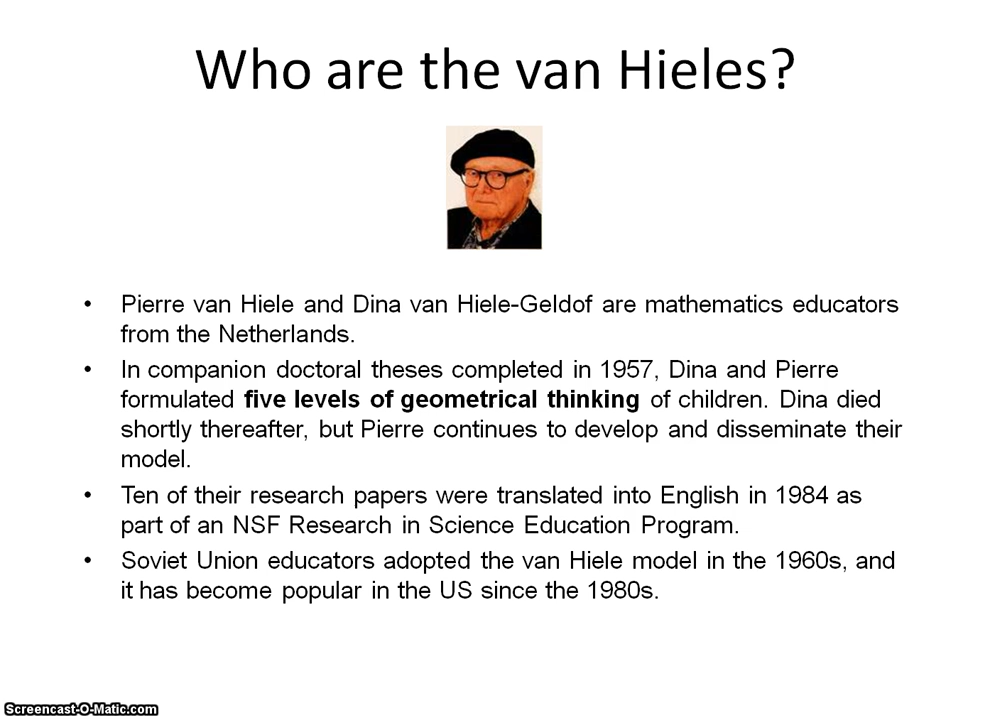 Who are the van Hieles?
• Pierre van Hiele and Dina van Hiele-Geldof are mathematics educators
from the Netherlands.
• In companion doctoral theses completed in 1957, Dina and Pierre
formulated five levels of geometrical thinking of children. Dina died
shortly thereafter, but Pierre continues to develop and disseminate their
model.
• Ten of their research papers were translated into English in 1984 as
part of an NSF Research in Science Education Program.
• Soviet Union educators adopted the van Hiele model in the 1960s, and
it has become popular in the US since the 1980s.
Screencast-O-Matic.com